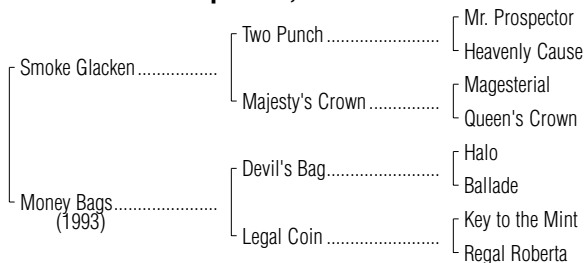 Mr. Prospector
Two Punch ..........................
Heavenly Cause
Smoke Glacken .................
Magesterial
Majesty's Crown ................
Queen's Crown
Halo
Devil's Bag ..........................
Ballade
Money Bags ......................
(1993)
Key to the Mint
Legal Coin ..........................
Regal Roberta